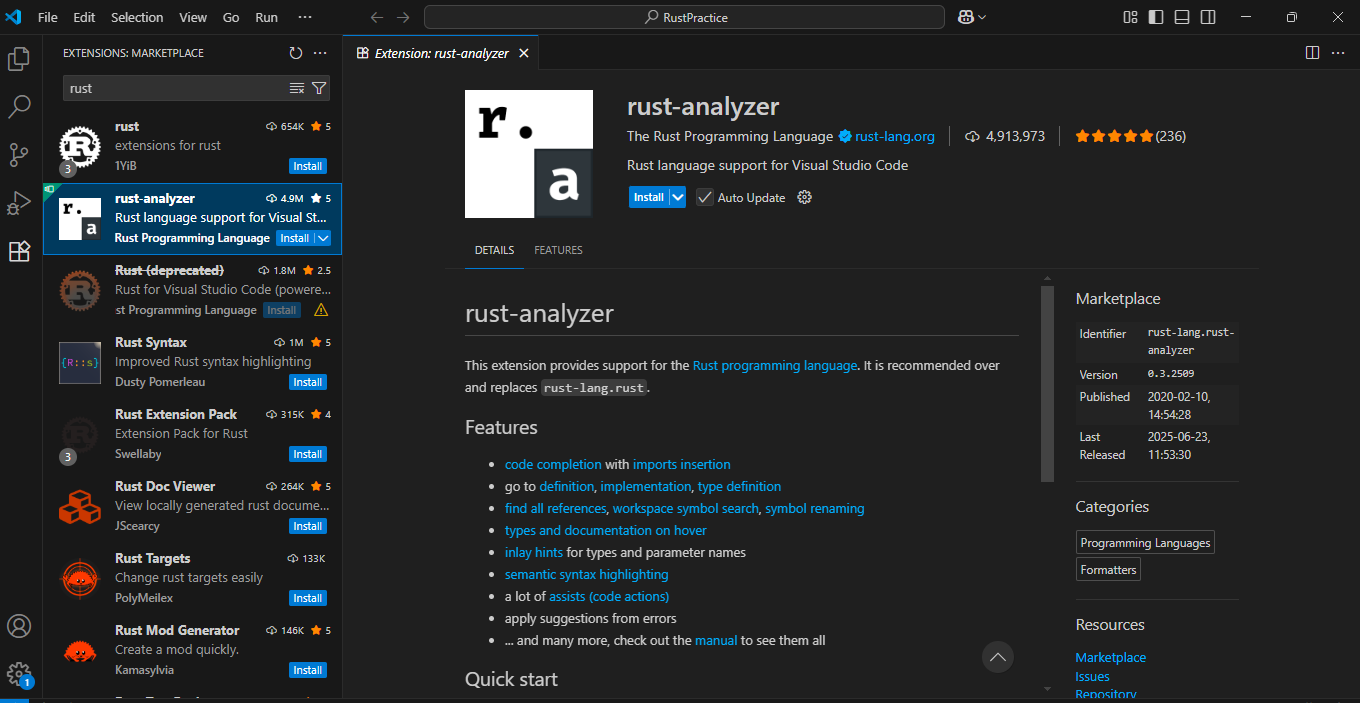 File Edit Selection View Go Run ···
RustPractice
EXTENSIONS: MARKETPLACE
rust
rust 654K 5
extensions for rust
1YiB Install
3
rust-analyzer 4.9M 5
Rust language support for Visual St...
Rust Programming Language Install
Rust (deprecated) 1.8M 2.5
Rust for Visual Studio Code (powere...
st Programming Language Install
Rust Syntax 1M 5
{R::s}
Improved Rust syntax highlighting
Dusty Pomerleau Install
Rust Extension Pack 315K 4
Extension Pack for Rust
Swellaby Install
3
Rust Doc Viewer 264K 5
View locally generated rust docume...
JScearcy Install
Rust Targets 133K
Change rust targets easily
PolyMeilex Install
Rust Mod Generator 146K 5
Create a mod quickly.
Kamasylvia Install
1
Extension: rust-analyzer
r.
a
rust-analyzer
The Rust Programming Language rust-lang.org 4,913,973 (236)
Rust language support for Visual Studio Code
Install Auto Update
DETAILS FEATURES
rust-analyzer
This extension provides support for the Rust programming language. It is recommended over
and replaces rust-lang.rust.
Features
• code completion with imports insertion
• go to definition, implementation, type definition
• find all references, workspace symbol search, symbol renaming
• types and documentation on hover
• inlay hints for types and parameter names
• semantic syntax highlighting
• a lot of assists (code actions)
• apply suggestions from errors
• ... and many more, check out the manual to see them all
Quick start
Marketplace
Identifier rust-lang.rust-
analyzer
Version 0.3.2509
Published 2020-02-10,
14:54:28
Last 2025-06-23,
Released 11:53:30
Categories
Programming Languages
Formatters
Resources
Marketplace
Issues
Repository